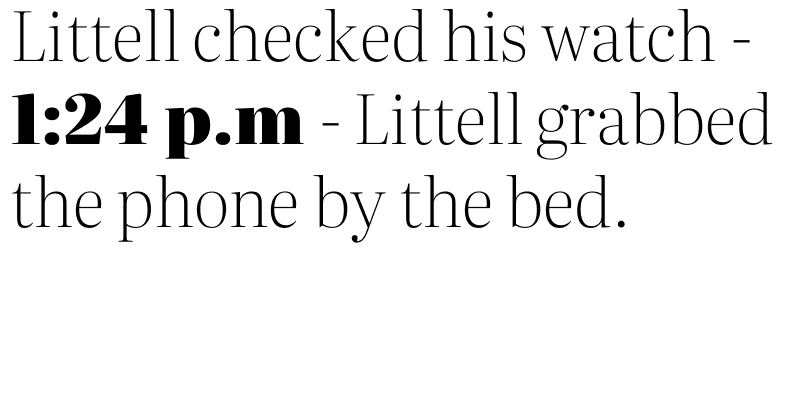 Littell checked his watch -
1:24 p.m - Littell grabbed
the phone by the bed.